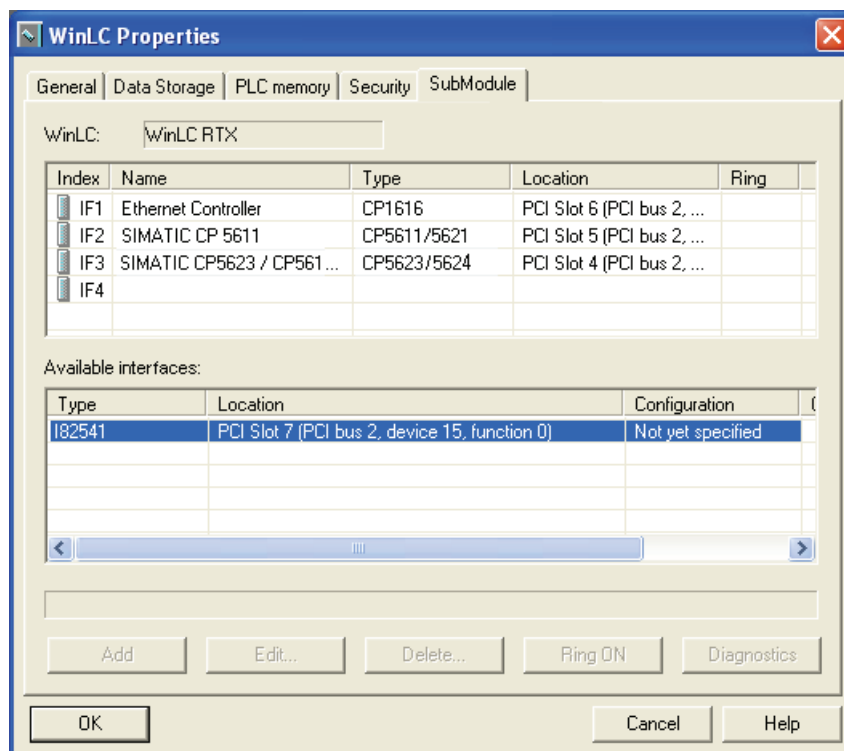 WinLC Properties
General Data Storage PLC memory Security SubModule
WinLC: WinLC RTX
Index Name Type Location Ring
IF1 Ethernet Controller CP1616 PCI Slot 6 (PCI bus 2, ...
IF2 SIMATIC CP 5611 CP5611/5621 PCI Slot 5 (PCI bus 2, ...
IF3 SIMATIC CP5623 / CP561... CP5623/5624 PCI Slot 4 (PCI bus 2, ...
IF4
Available interfaces:
Type Location Configuration
I82541 PCI Slot 7 (PCI bus 2, device 15, function 0) Not yet specified
Add Edit... Delete... Ring ON Diagnostics
OK Cancel Help